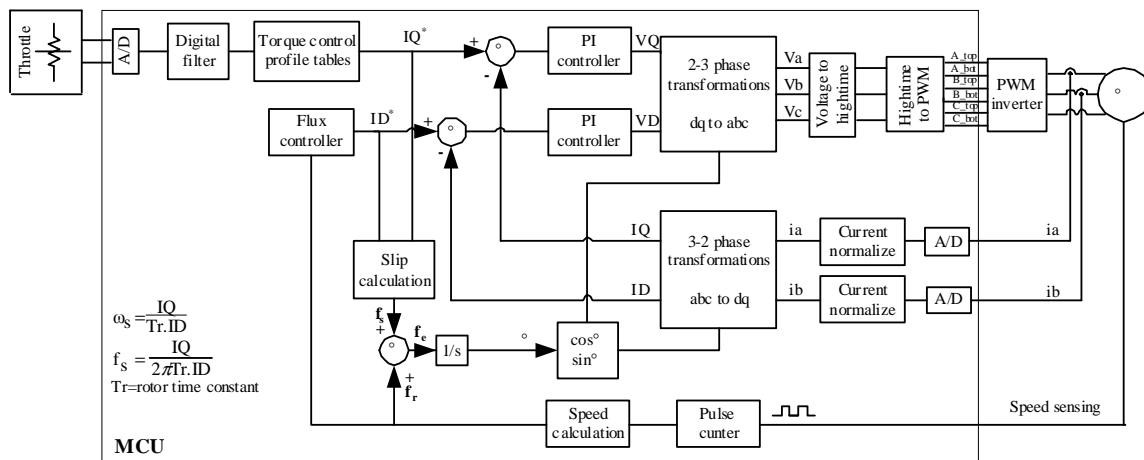 Throttle
A/D
Digital
filter
Torque control
profile tables
IQ*
+
°
-
PI
controller
VQ
2-3 phase
transformations
dq to abc
Va
Vb
Vc
Voltage to
hightime
Hightime
to PWM
A_top
A_bot
B_top
B_bot
C_top
C_bot
PWM
inverter
°
Flux
controller
ID*
+
°
-
PI
controller
VD
IQ
ID
3-2 phase
transformations
abc to dq
ia
ib
Current
normalize
A/D
ia
Current
normalize
A/D
ib
Slip
calculation
ωS=IQ/Tr.ID
fS=IQ/2πTr.ID
Tr=rotor time constant
fs
+
°
+
fr
fe
1/s
°
cos°
sin°
Speed
calculation
Pulse
cunter
Speed sensing
MCU